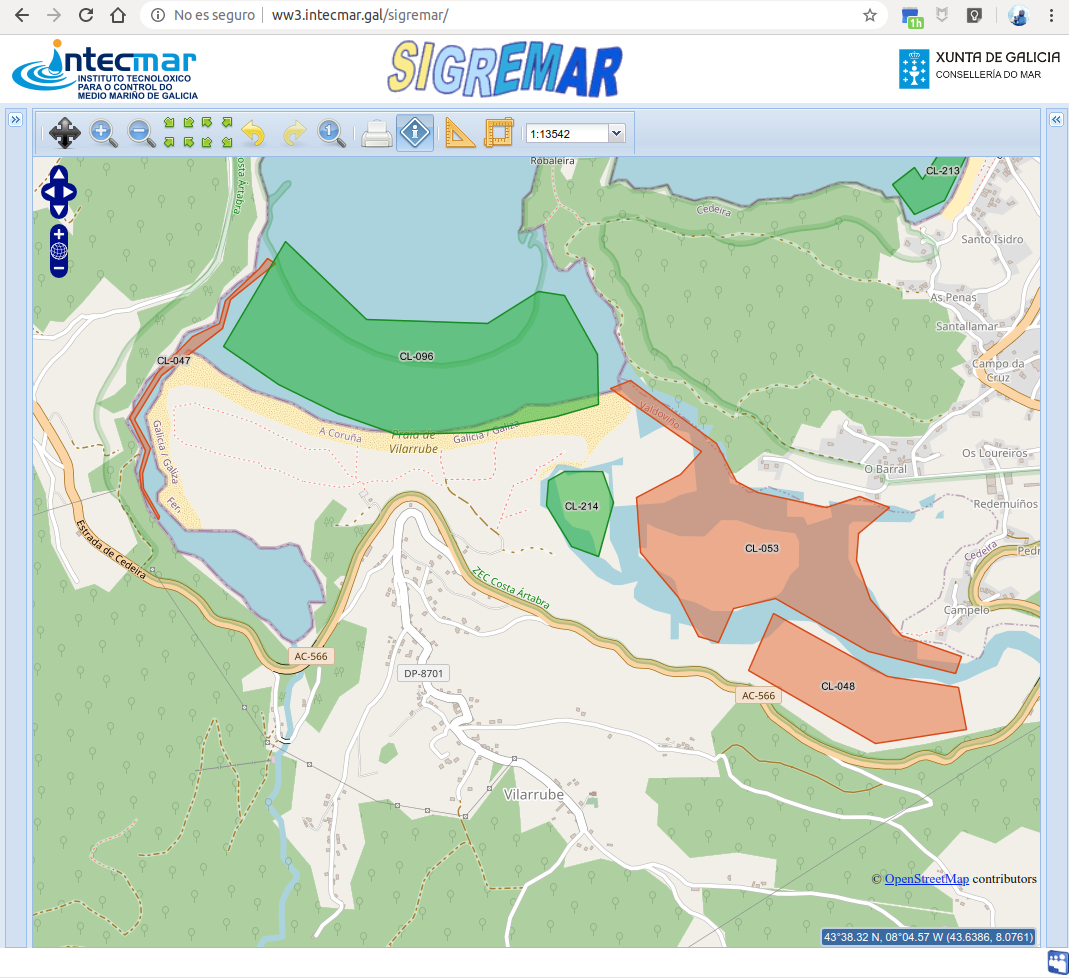 No es seguro | ww3.intecmar.gal/sigremar/
1h
intecmar
INSTITUTO TECNOLOXICO
PARA O CONTROL DO
MEDIO MARIÑO DE GALICIA
SIGREMAR
XUNTA DE GALICIA
CONSELLERÍA DO MAR
1
1:13542
Robaleira
osta Ártabra
CL-213
Cedeira
Santo Isidro
As Penas
Santallamar
Campo da
Cruz
CL-096
CL-047
Valdoviño
A Coruña
Praia de
Vilarrube
Galicia / Galiza
Galicia / Galiza
Fer
Os Loureiros
O Barral
Redemuiños
CL-214
CL-053
Cedeira
Pedr
Estrada de Cedeira
ZEC Costa Ártabra
Campelo
AC-566
DP-8701
CL-048
AC-566
Vilarrube
© OpenStreetMap contributors
43°38.32 N, 08°04.57 W (43.6386, 8.0761)